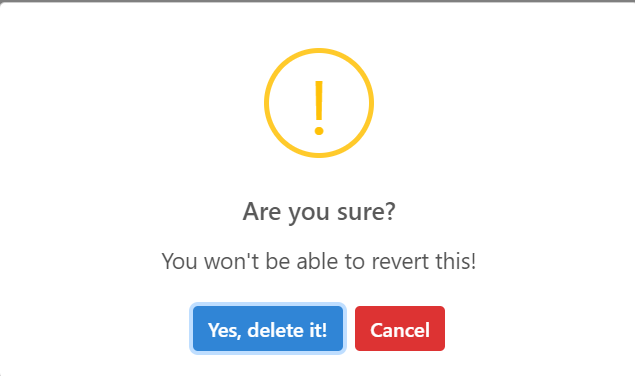 Are you sure?
You won't be able to revert this!
Yes, delete it! Cancel